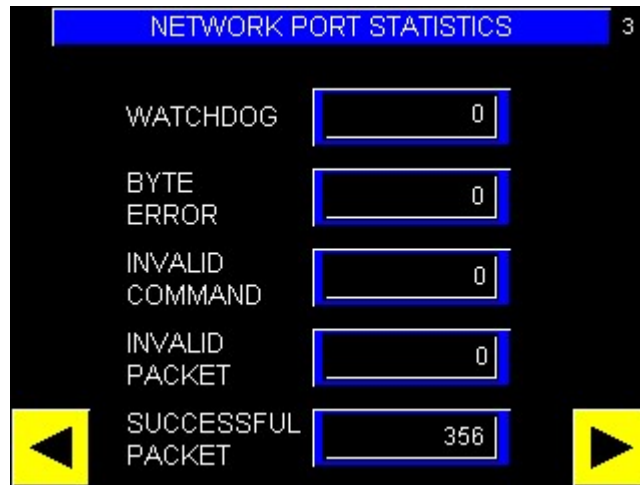 NETWORK PORT STATISTICS 3
WATCHDOG 0
BYTE
ERROR 0
INVALID
COMMAND 0
INVALID
PACKET 0
SUCCESSFUL
PACKET 356